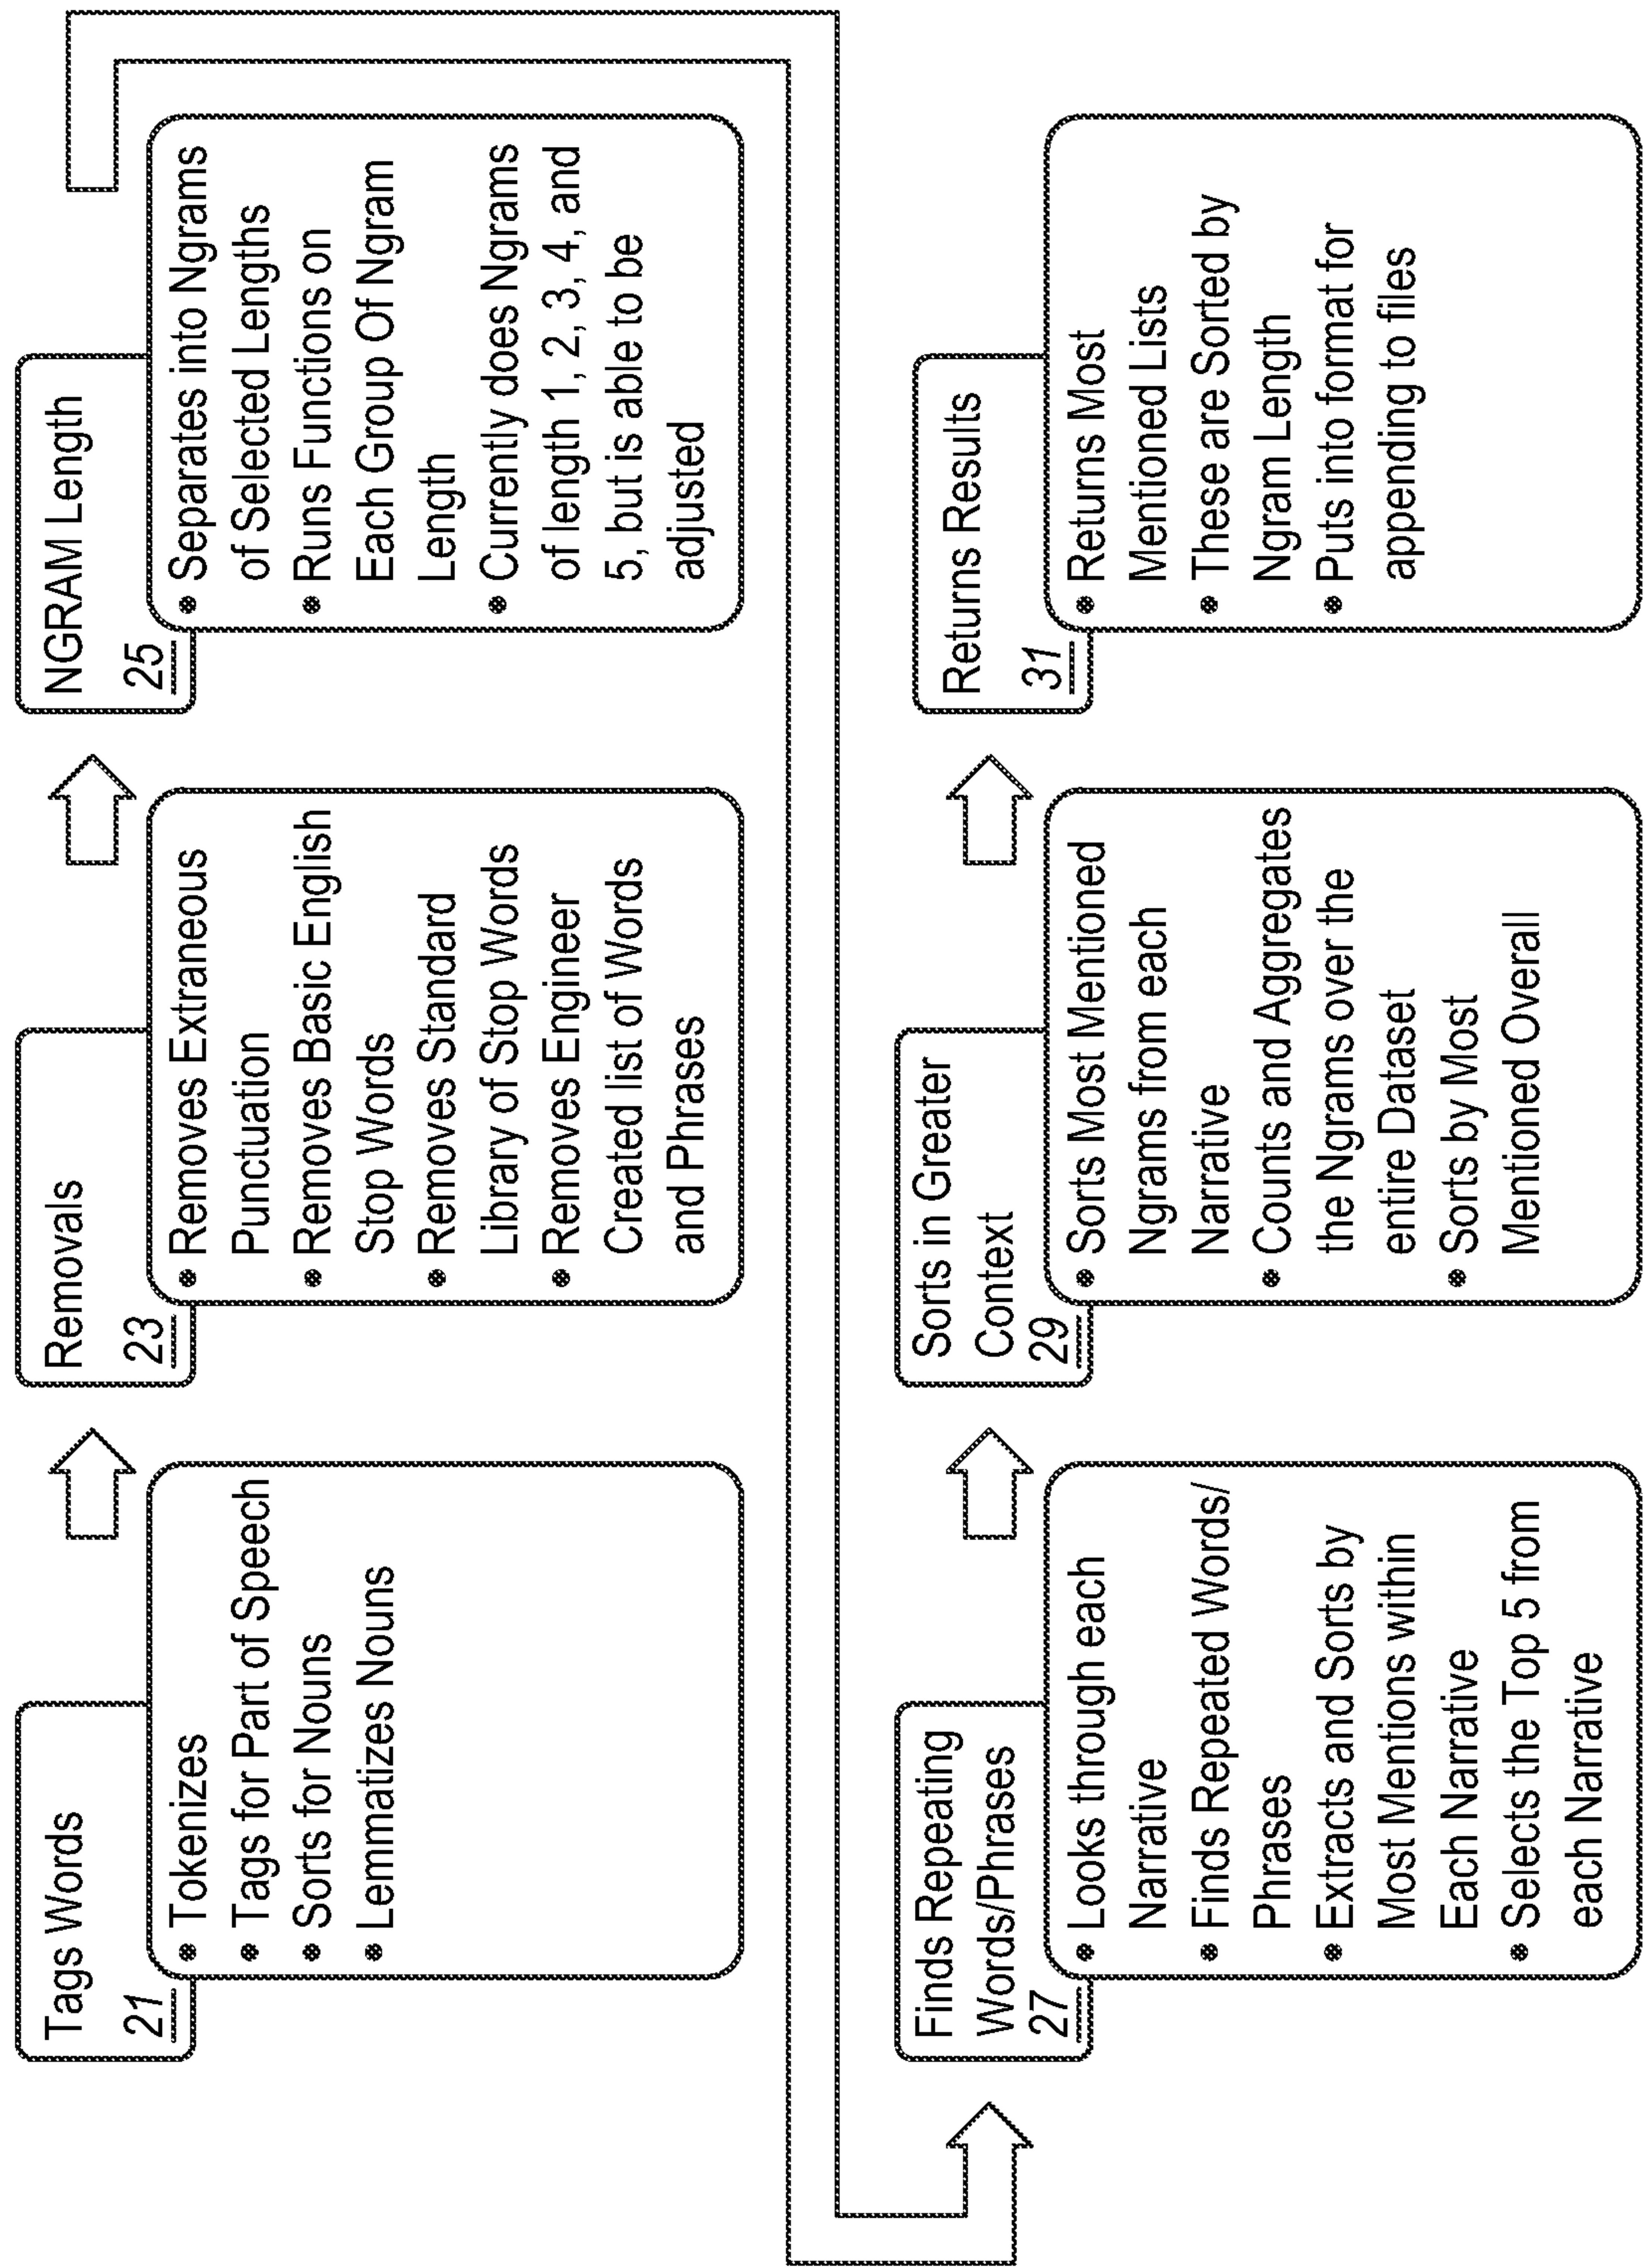 Tags Words
21
• Tokenizes
• Tags for Part of Speech
• Sorts for Nouns
• Lemmatizes Nouns
Removals
23
• Removes Extraneous
Punctuation
• Removes Basic English
Stop Words
• Removes Standard
Library of Stop Words
• Removes Engineer
Created list of Words
and Phrases
NGRAM Length
25
• Separates into Ngrams
of Selected Lengths
• Runs Functions on
Each Group Of Ngram
Length
• Currently does Ngrams
of length 1, 2, 3, 4, and
5, but is able to be
adjusted
Finds Repeating
Words/Phrases
27
• Looks through each
Narrative
• Finds Repeated Words/
Phrases
• Extracts and Sorts by
Most Mentions within
Each Narrative
• Selects the Top 5 from
each Narrative
Sorts in Greater
Context
29
• Sorts Most Mentioned
Ngrams from each
Narrative
• Counts and Aggregates
the Ngrams over the
entire Dataset
• Sorts by Most
Mentioned Overall
Returns Results
31
• Returns Most
Mentioned Lists
• These are Sorted by
Ngram Length
• Puts into format for
appending to files